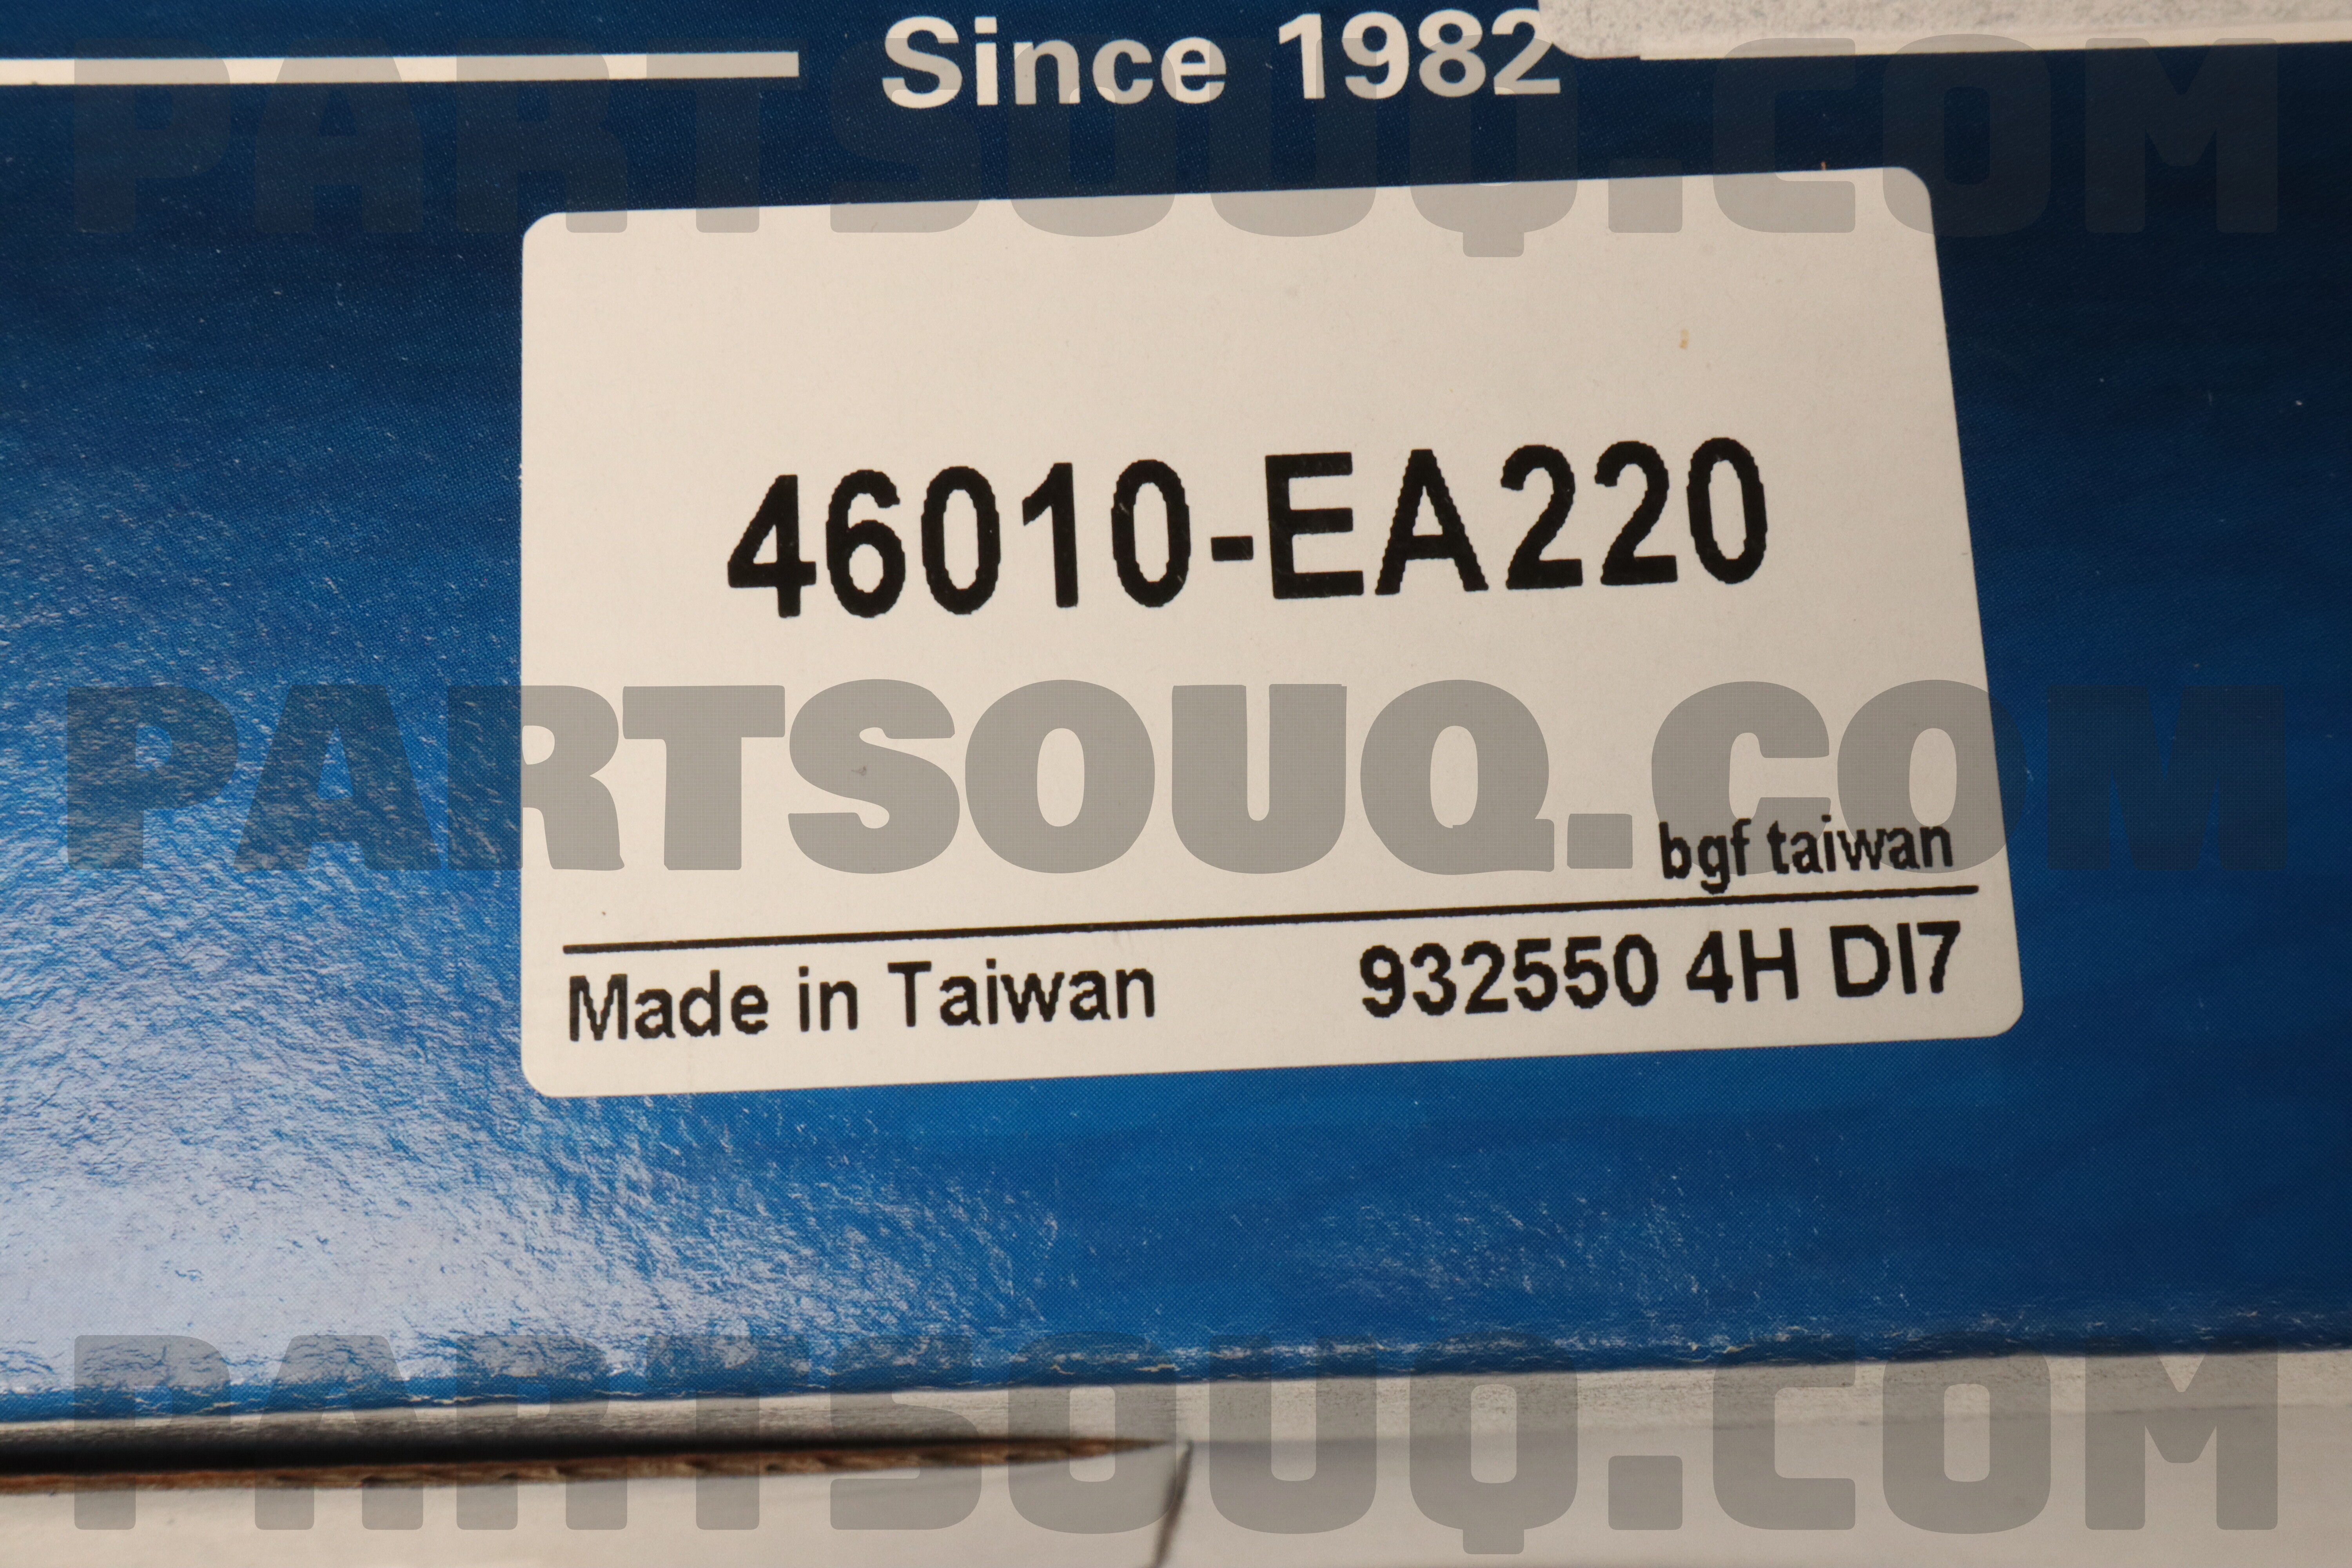 Since 1982
PARTSOUQ.COM
46010-EA220
PARTSOUQ.COM
bgf taiwan
Made in Taiwan 932550 4H DI7
PARTSOUQ.COM